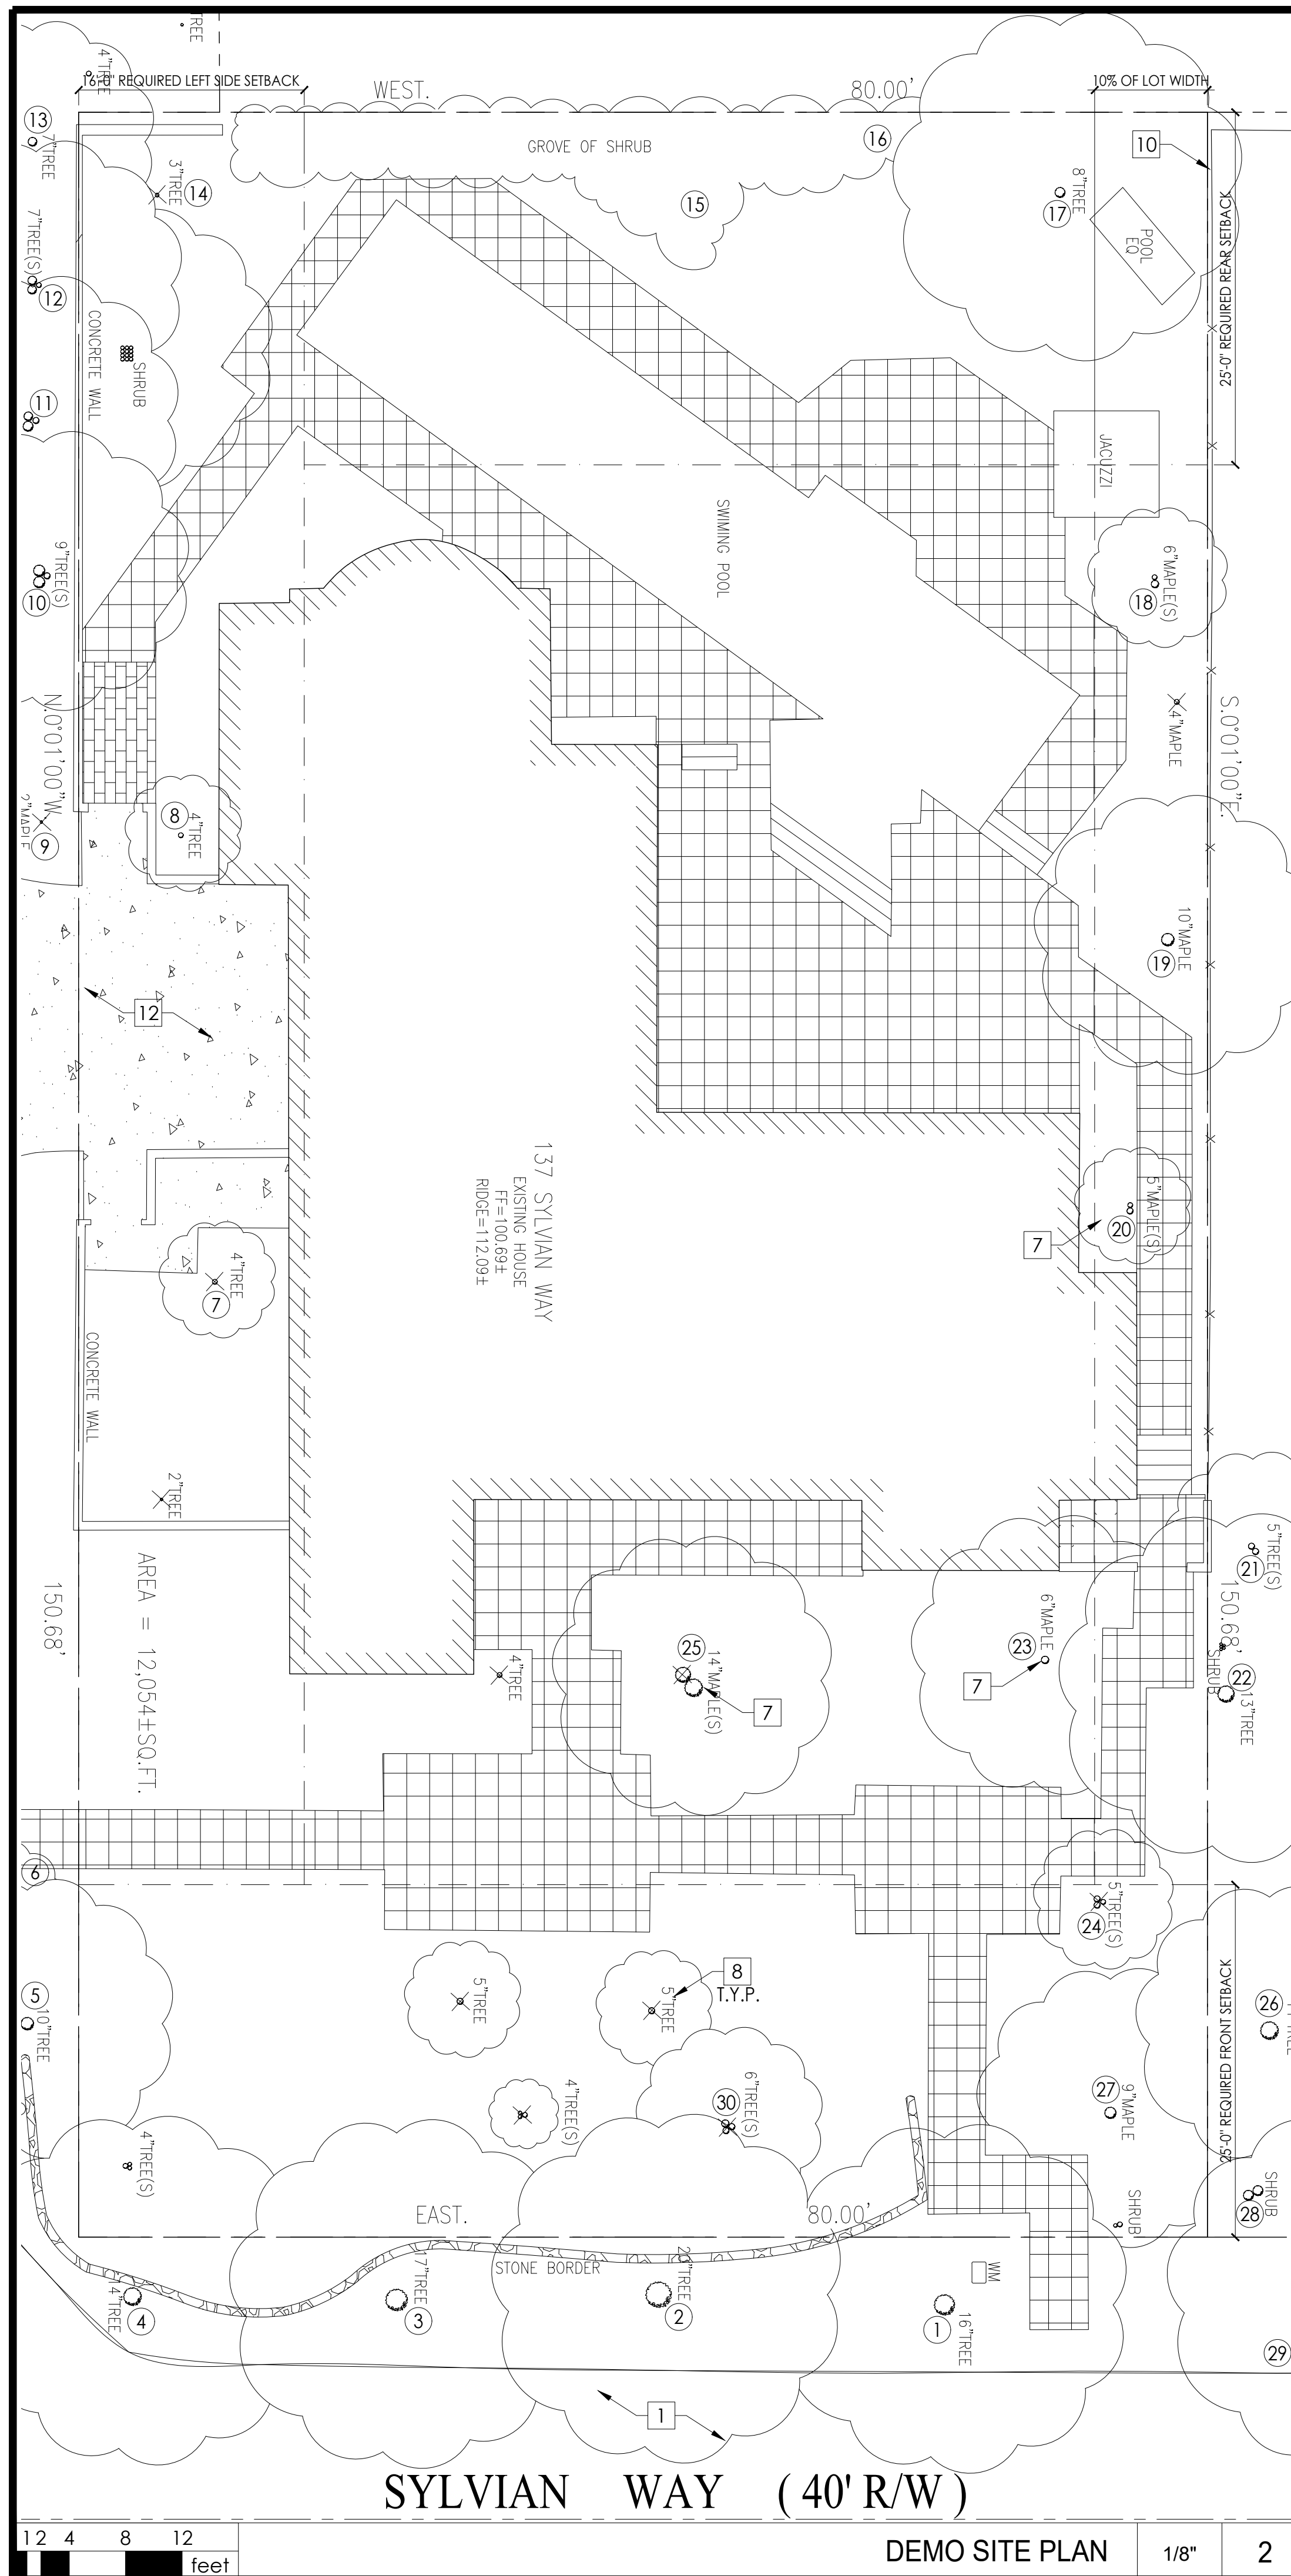 TREE
4"TREE
16'-0" REQUIRED LEFT SIDE SETBACK
WEST.
80.00'
10% OF LOT WIDTH
13
7"TREE
3"TREE
14
GROVE OF SHRUB
16
15
10
8"TREE
17
POOL
EQ
25'-0" REQUIRED REAR SETBACK
7"TREE(S)
12
CONCRETE WALL
SHRUB
11
JACUZZI
SWIMING POOL
9"TREE(S)
10
6"MAPLE(S)
18
N.0°01'00"W
4"MAPLE
S.0°01'00"E.
2"MAPLE
9
8
4"TREE
10"MAPLE
19
12
137 SYLVIAN WAY
EXISTING HOUSE
FF=100.69±
RIDGE=112.09±
5"MAPLE(S)
20
7
4"TREE
7
CONCRETE WALL
2"TREE
AREA = 12,054±SQ.FT.
150.68'
5"TREE(S)
21
150.68'
SHRUB
22
13"TREE
6"MAPLE
23
7
25
14"MAPLE(S)
7
4"TREE
6
5"TREE(S)
24
5
10"TREE
5"TREE
5"TREE
8
T.Y.P.
26
TREE
25'-0" REQUIRED FRONT SETBACK
9"MAPLE
27
6"TREE(S)
30
4"TREE(S)
4"TREE(S)
SHRUB
SHRUB
28
EAST.
80.00'
STONE BORDER
WM
14"TREE
4
17"TREE
3
20"TREE
2
16"TREE
1
29
1
SYLVIAN WAY ( 40' R/W )
1 2 4 8 12
feet
DEMO SITE PLAN
1/8"
2